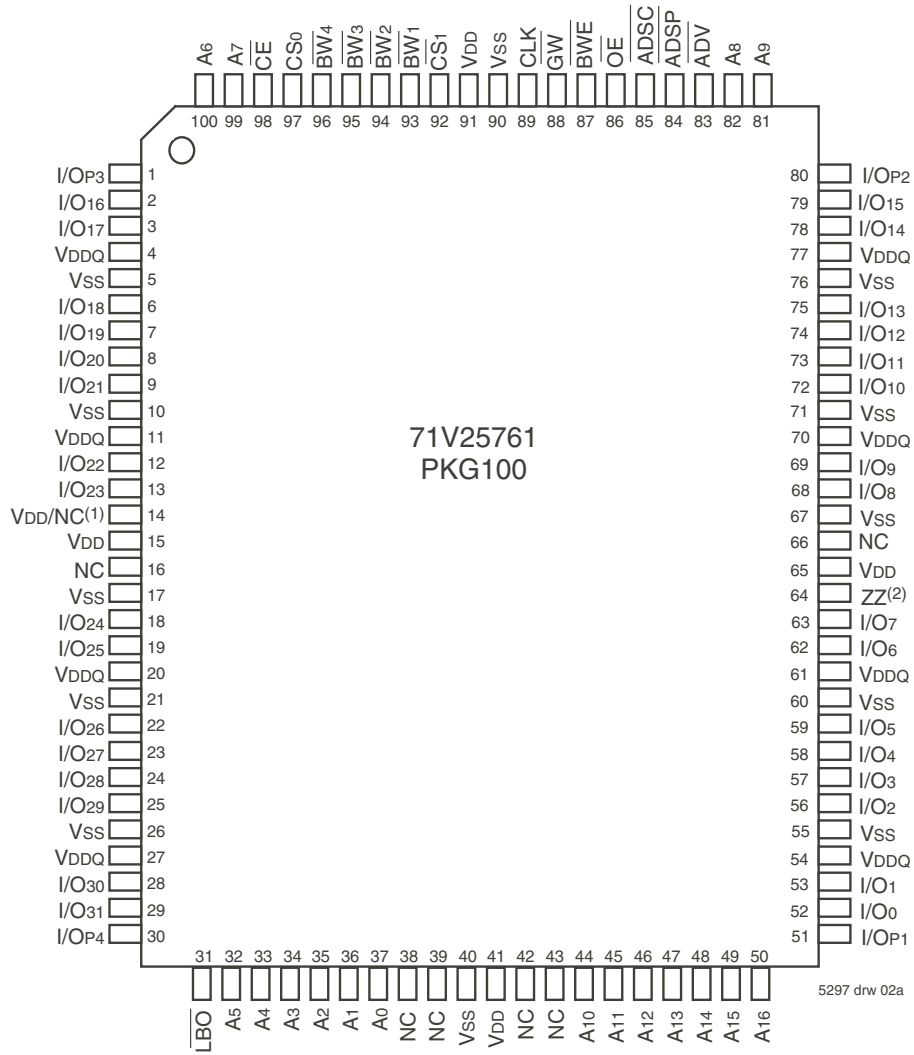 A6 A7 CE CS0 BW4 BW3 BW2 BW1 CS1 VDD VSS CLK GW BWE OE ADSC ADSP ADV A8 A9
100 99 98 97 96 95 94 93 92 91 90 89 88 87 86 85 84 83 82 81
I/OP3 1 80 I/OP2
I/O16 2 79 I/O15
I/O17 3 78 I/O14
VDDQ 4 77 VDDQ
VSS 5 76 VSS
I/O18 6 75 I/O13
I/O19 7 74 I/O12
I/O20 8 73 I/O11
I/O21 9 72 I/O10
VSS 10 71 VSS
VDDQ 11 70 VDDQ
71V25761
PKG100
I/O22 12 69 I/O9
I/O23 13 68 I/O8
VDD/NC(1) 14 67 VSS
VDD 15 66 NC
NC 16 65 VDD
VSS 17 64 ZZ(2)
I/O24 18 63 I/O7
I/O25 19 62 I/O6
VDDQ 20 61 VDDQ
VSS 21 60 VSS
I/O26 22 59 I/O5
I/O27 23 58 I/O4
I/O28 24 57 I/O3
I/O29 25 56 I/O2
VSS 26 55 VSS
VDDQ 27 54 VDDQ
I/O30 28 53 I/O1
I/O31 29 52 I/O0
I/OP4 30 51 I/OP1
31 32 33 34 35 36 37 38 39 40 41 42 43 44 45 46 47 48 49 50
LBO A5 A4 A3 A2 A1 A0 NC NC VSS VDD NC NC A10 A11 A12 A13 A14 A15 A16
5297 drw 02a